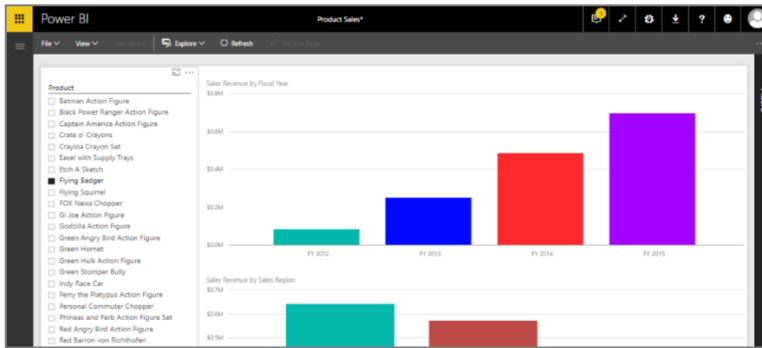 Power BI
Product Sales*
File View Explore Refresh
Product
Batman Action Figure
Black Power Ranger Action Figure
Captain America Action Figure
Crate o' Crayons
Crayloa Crayon Set
Easel with Supply Trays
Etch A Sketch
Flying Badger
Flying Squirrel
FOX News Chopper
GI Joe Action Figure
Godzilla Action Figure
Green Angry Bird Action Figure
Green Hornet
Green Hulk Action Figure
Green Stomper Bully
Indy Race Car
Perry the Platypus Action Figure
Personal Commuter Chopper
Phineas and Ferb Action Figure Set
Red Angry Bird Action Figure
Red Barron von Richthofen
Sales Revenue by Fiscal Year
$0.8M
$0.6M
$0.4M
$0.2M
$0.0M
FY 2012 FY 2013 FY 2014 FY 2015
Sales Revenue by Sales Region
$0.7M
$0.6M
$0.5M